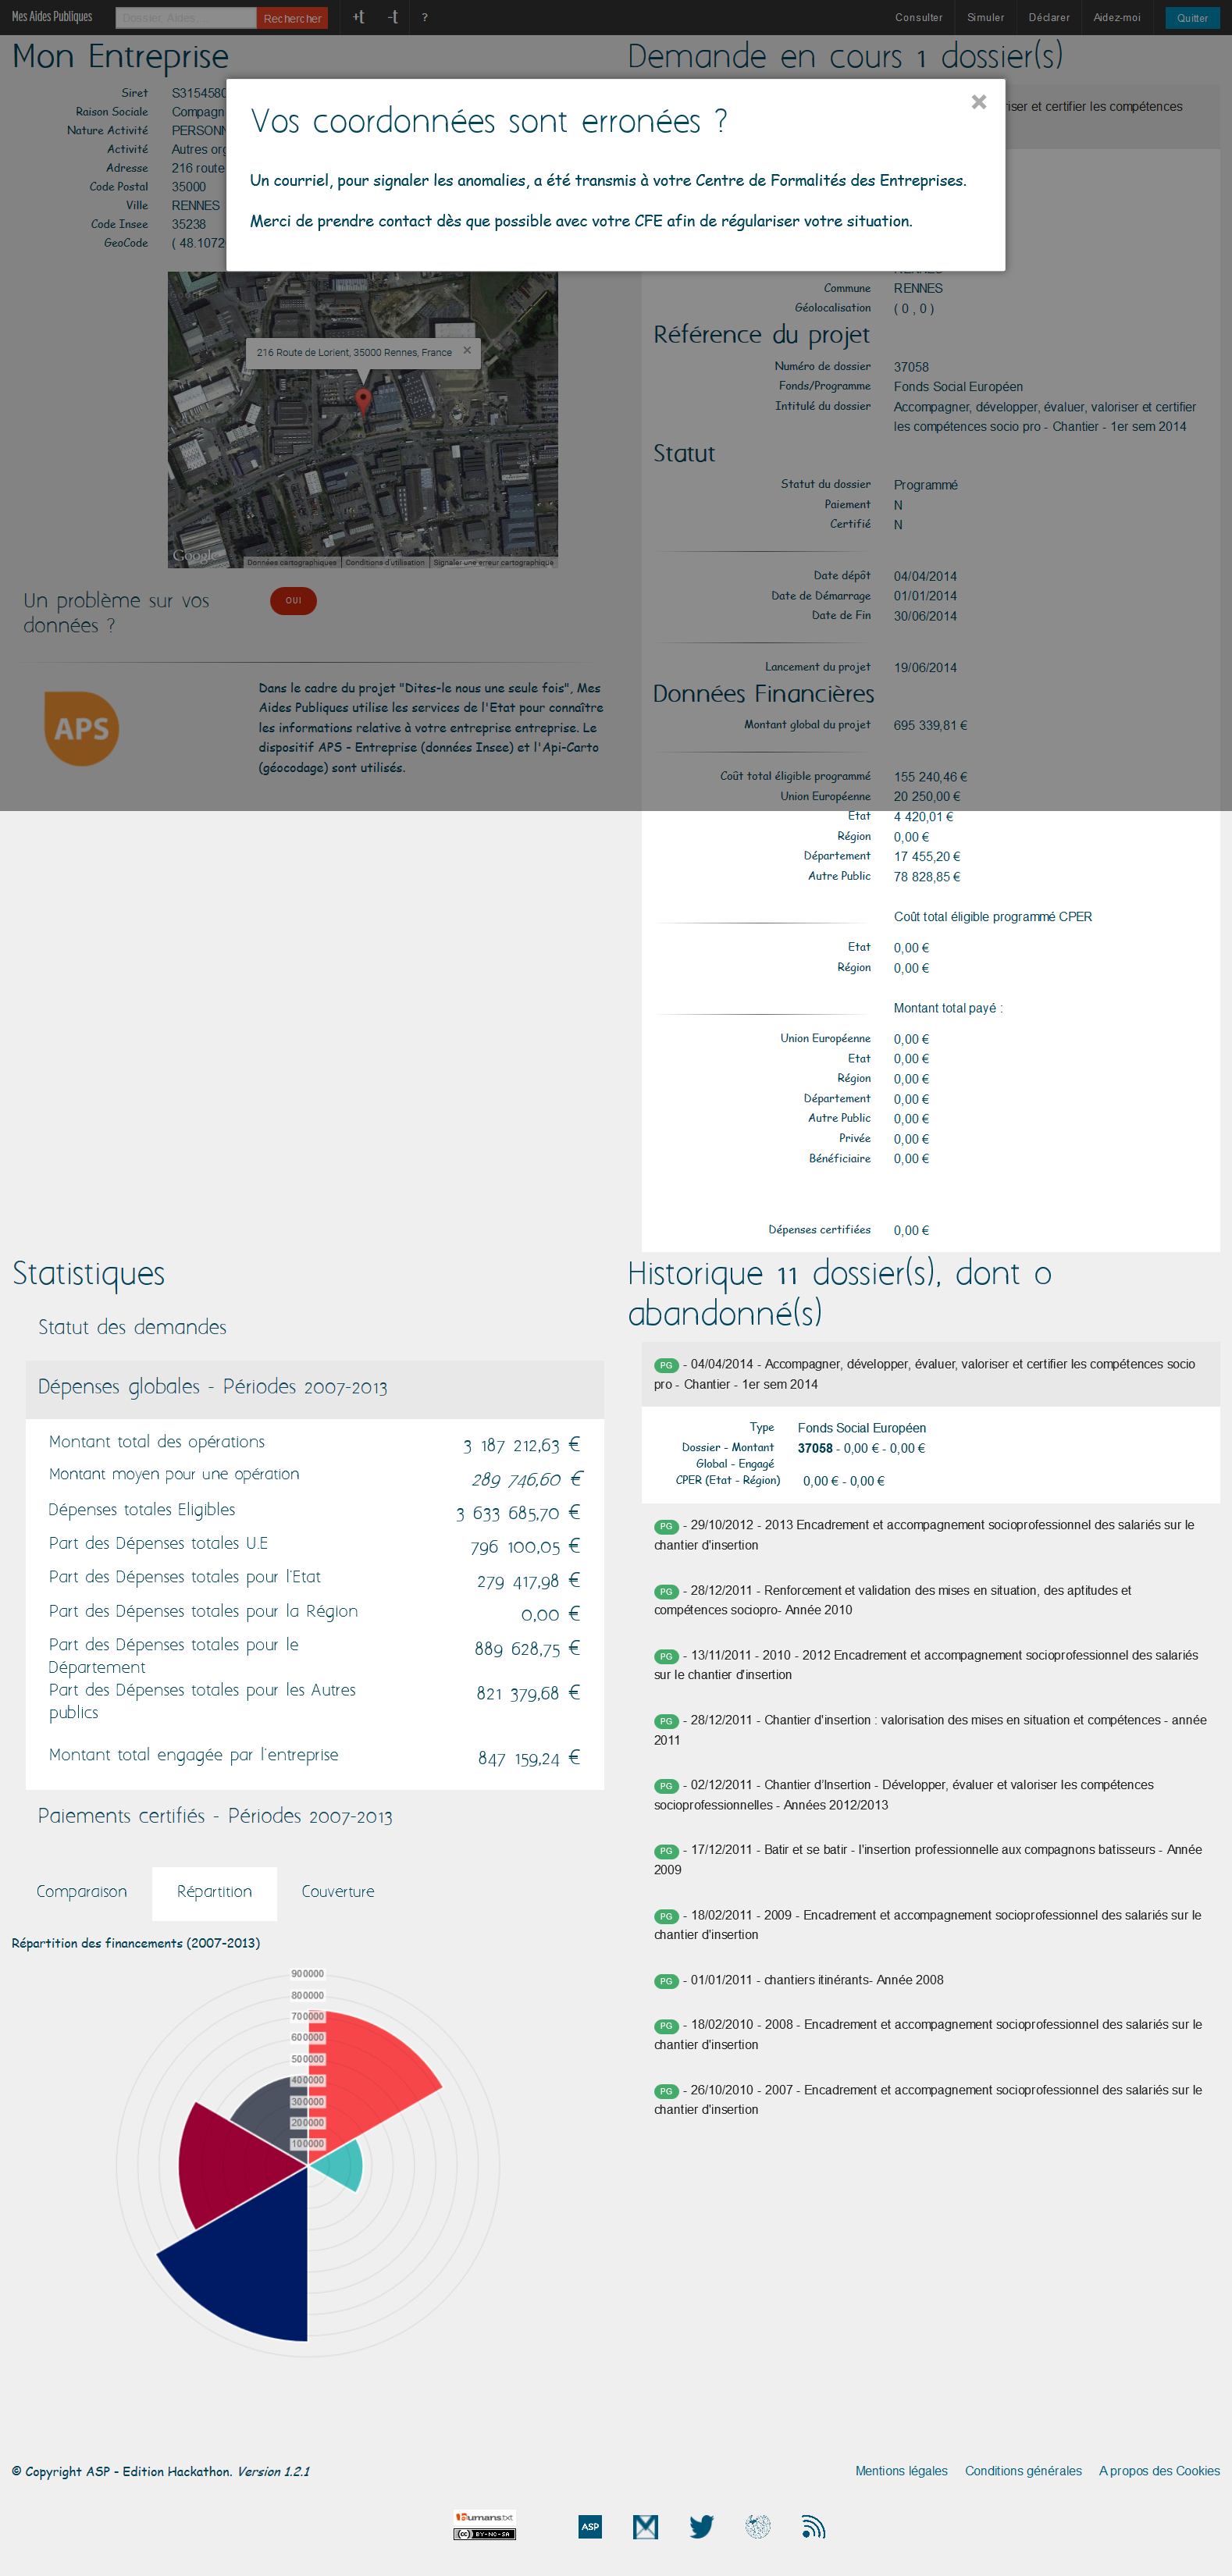 Mes Aides Publiques
Dossier, Aides,...
Rechercher
+t
-t
?
Consulter
Simuler
Déclarer
Aidez-moi
Quitter
Mon Entreprise
Siret S3154580
Raison Sociale Compagn
Nature Activité PERSONN
Activité Autres org
Adresse 216 route
Code Postal 35000
Ville RENNES
Code Insee 35238
GeoCode ( 48.1072
Vos coordonnées sont erronées ?
×
Un courriel, pour signaler les anomalies, a été transmis à votre Centre de Formalités des Entreprises.
Merci de prendre contact dès que possible avec votre CFE afin de régulariser votre situation.
216 Route de Lorient, 35000 Rennes, France
Google
Données cartographiques
Conditions d'utilisation
Signaler une erreur cartographique
Un problème sur vos
données ?
OUI
APS
Dans le cadre du projet "Dites-le nous une seule fois", Mes
Aides Publiques utilise les services de l'Etat pour connaître
les informations relative à votre entreprise entreprise. Le
dispositif APS - Entreprise (données Insee) et l'Api-Carto
(géocodage) sont utilisés.
Demande en cours 1 dossier(s)
riser et certifier les compétences
RENNES
Commune RENNES
Géolocalisation ( 0 , 0 )
Référence du projet
Numéro de dossier 37058
Fonds/Programme Fonds Social Européen
Intitulé du dossier Accompagner, développer, évaluer, valoriser et certifier
les compétences socio pro - Chantier - 1er sem 2014
Statut
Statut du dossier Programmé
Paiement N
Certifié N
Date dépôt 04/04/2014
Date de Démarrage 01/01/2014
Date de Fin 30/06/2014
Lancement du projet 19/06/2014
Données Financières
Montant global du projet 695 339,81 €
Coût total éligible programmé 155 240,46 €
Union Européenne 20 250,00 €
Etat 4 420,01 €
Région 0,00 €
Département 17 455,20 €
Autre Public 78 828,85 €
Coût total éligible programmé CPER
Etat 0,00 €
Région 0,00 €
Montant total payé :
Union Européenne 0,00 €
Etat 0,00 €
Région 0,00 €
Département 0,00 €
Autre Public 0,00 €
Privée 0,00 €
Bénéficiaire 0,00 €
Dépenses certifiées 0,00 €
Statistiques
Statut des demandes
Dépenses globales - Périodes 2007-2013
Montant total des opérations 3 187 212,63 €
Montant moyen pour une opération 289 746,60 €
Dépenses totales Eligibles 3 633 685,70 €
Part des Dépenses totales U.E 796 100,05 €
Part des Dépenses totales pour l'Etat 279 417,98 €
Part des Dépenses totales pour la Région 0,00 €
Part des Dépenses totales pour le 889 628,75 €
Département
Part des Dépenses totales pour les Autres 821 379,68 €
publics
Montant total engagée par l'entreprise 847 159,24 €
Paiements certifiés - Périodes 2007-2013
Comparaison
Répartition
Couverture
Répartition des financements (2007-2013)
900000
800000
700000
600000
500000
400000
300000
200000
100000
Historique 11 dossier(s), dont 0
abandonné(s)
PG - 04/04/2014 - Accompagner, développer, évaluer, valoriser et certifier les compétences socio
pro - Chantier - 1er sem 2014
Type Fonds Social Européen
Dossier - Montant 37058 - 0,00 € - 0,00 €
Global - Engagé
CPER (Etat - Région) 0,00 € - 0,00 €
PG - 29/10/2012 - 2013 Encadrement et accompagnement socioprofessionnel des salariés sur le
chantier d'insertion
PG - 28/12/2011 - Renforcement et validation des mises en situation, des aptitudes et
compétences sociopro- Année 2010
PG - 13/11/2011 - 2010 - 2012 Encadrement et accompagnement socioprofessionnel des salariés
sur le chantier d'insertion
PG - 28/12/2011 - Chantier d'insertion : valorisation des mises en situation et compétences - année
2011
PG - 02/12/2011 - Chantier d'Insertion - Développer, évaluer et valoriser les compétences
socioprofessionnelles - Années 2012/2013
PG - 17/12/2011 - Batir et se batir - l'insertion professionnelle aux compagnons batisseurs - Année
2009
PG - 18/02/2011 - 2009 - Encadrement et accompagnement socioprofessionnel des salariés sur le
chantier d'insertion
PG - 01/01/2011 - chantiers itinérants- Année 2008
PG - 18/02/2010 - 2008 - Encadrement et accompagnement socioprofessionnel des salariés sur le
chantier d'insertion
PG - 26/10/2010 - 2007 - Encadrement et accompagnement socioprofessionnel des salariés sur le
chantier d'insertion
© Copyright ASP - Edition Hackathon. Version 1.2.1
Mentions légales
Conditions générales
A propos des Cookies
humans.txt
cc BY-NC-SA
ASP